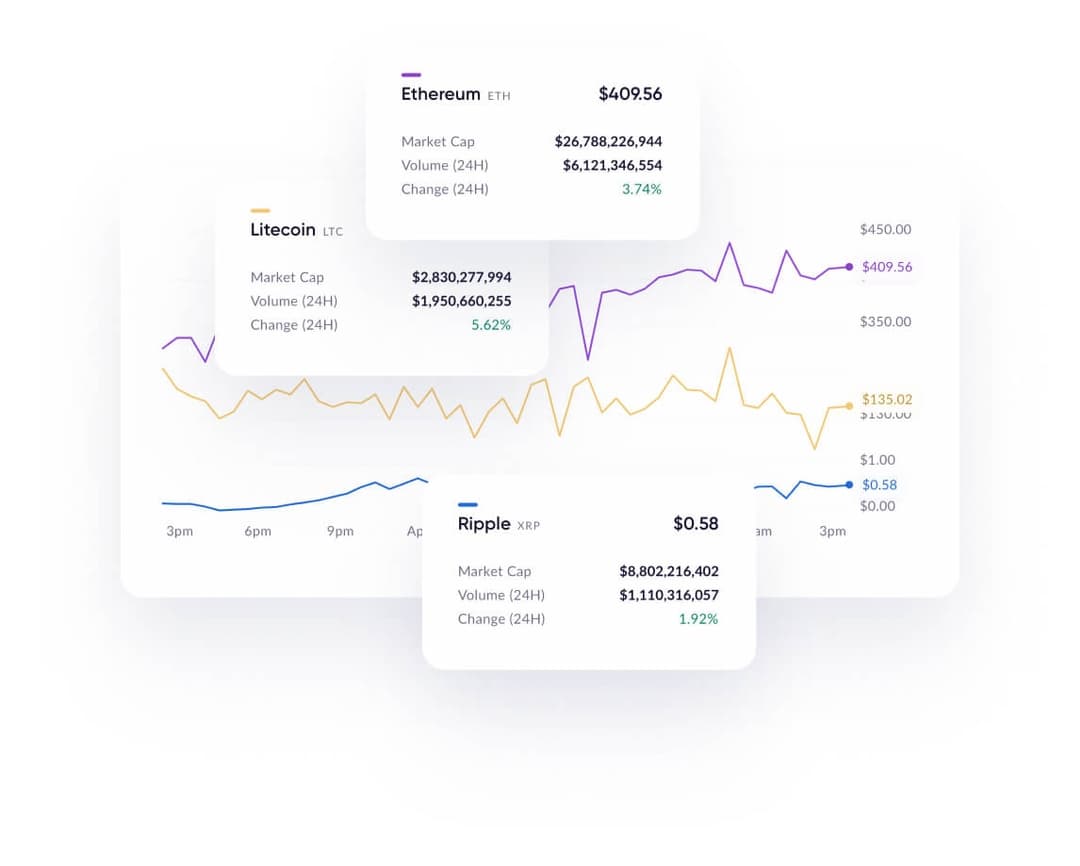 Ethereum ETH $409.56
Market Cap $26,788,226,944
Volume (24H) $6,121,346,554
Change (24H) 3.74%
Litecoin LTC
Market Cap $2,830,277,994
Volume (24H) $1,950,660,255
Change (24H) 5.62%
$450.00
$409.56
$350.00
$135.02
$130.00
$1.00
$0.58
$0.00
3pm 6pm 9pm Ap am 3pm
Ripple XRP $0.58
Market Cap $8,802,216,402
Volume (24H) $1,110,316,057
Change (24H) 1.92%